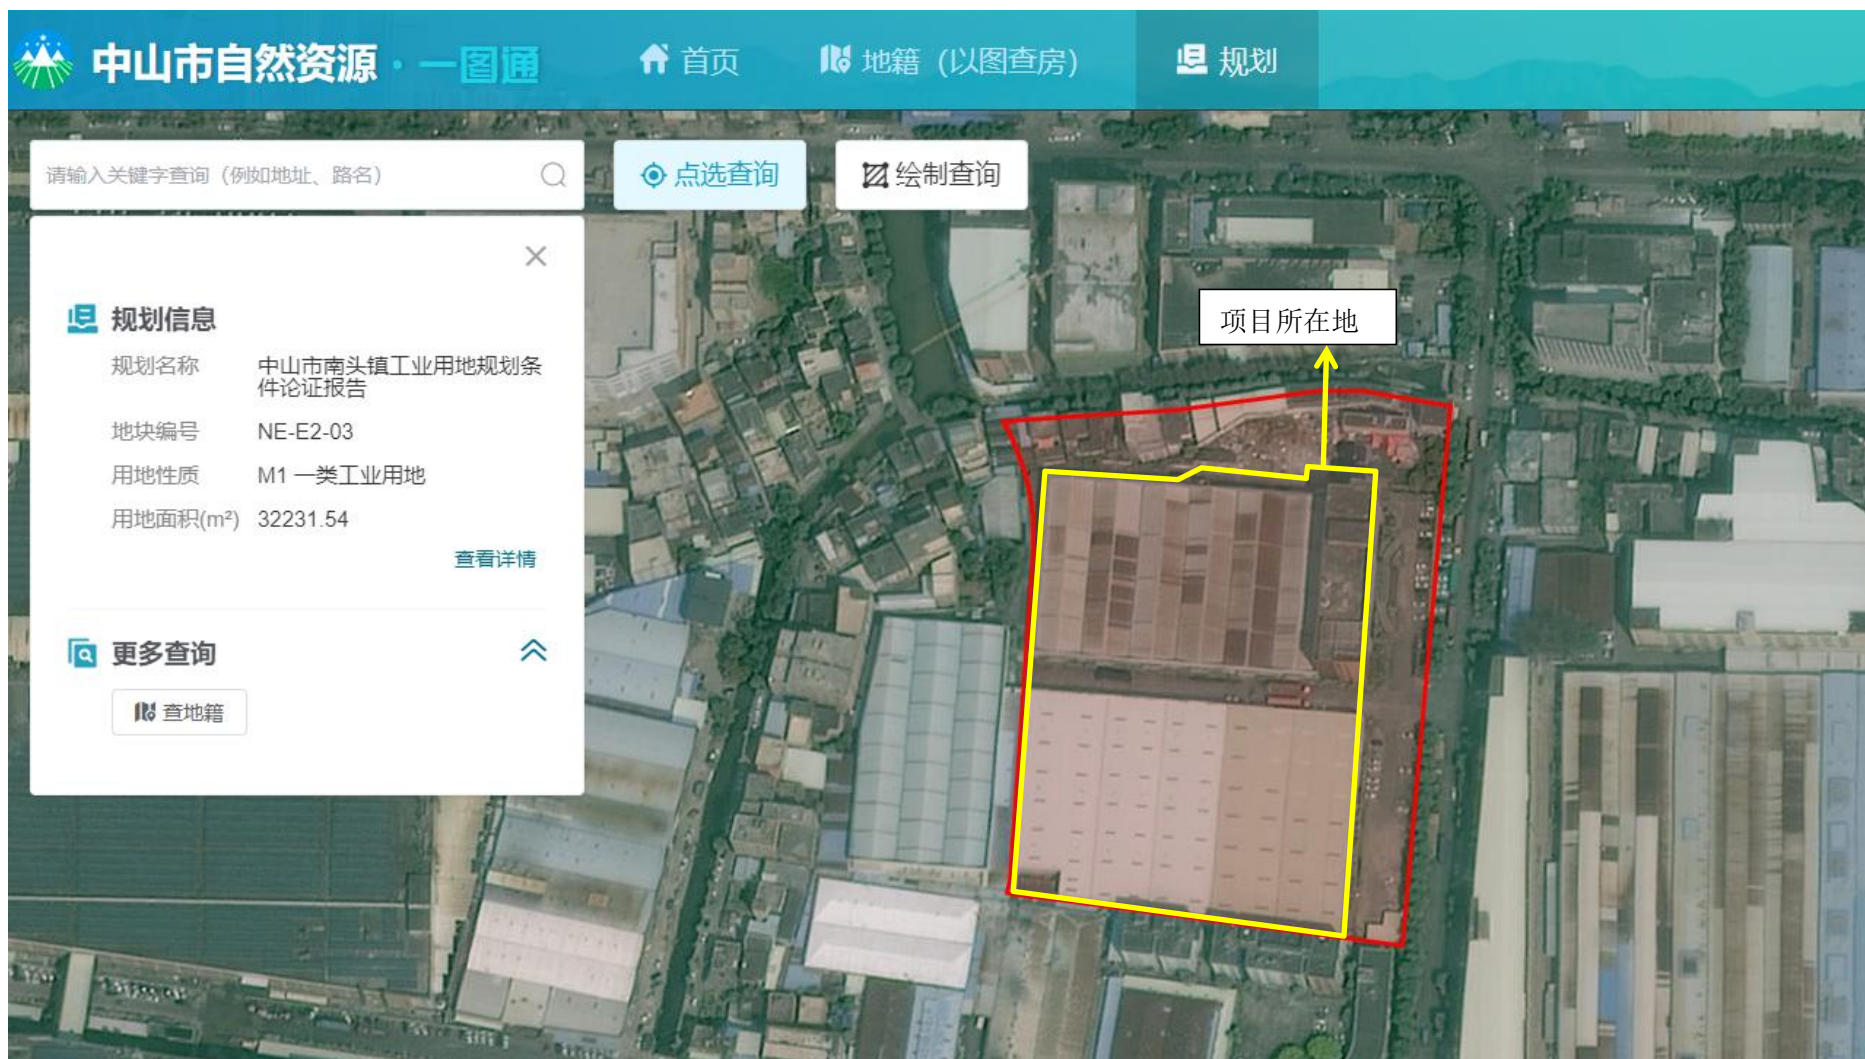 中山市自然资源·一图通
首页
地籍（以图查房）
规划
请输入关键字查询（例如地址、路名）
点选查询
绘制查询
规划信息
规划名称 中山市南头镇工业用地规划条
件论证报告
地块编号 NE-E2-03
用地性质 M1 一类工业用地
用地面积(m²) 32231.54
查看详情
更多查询
查地籍
项目所在地